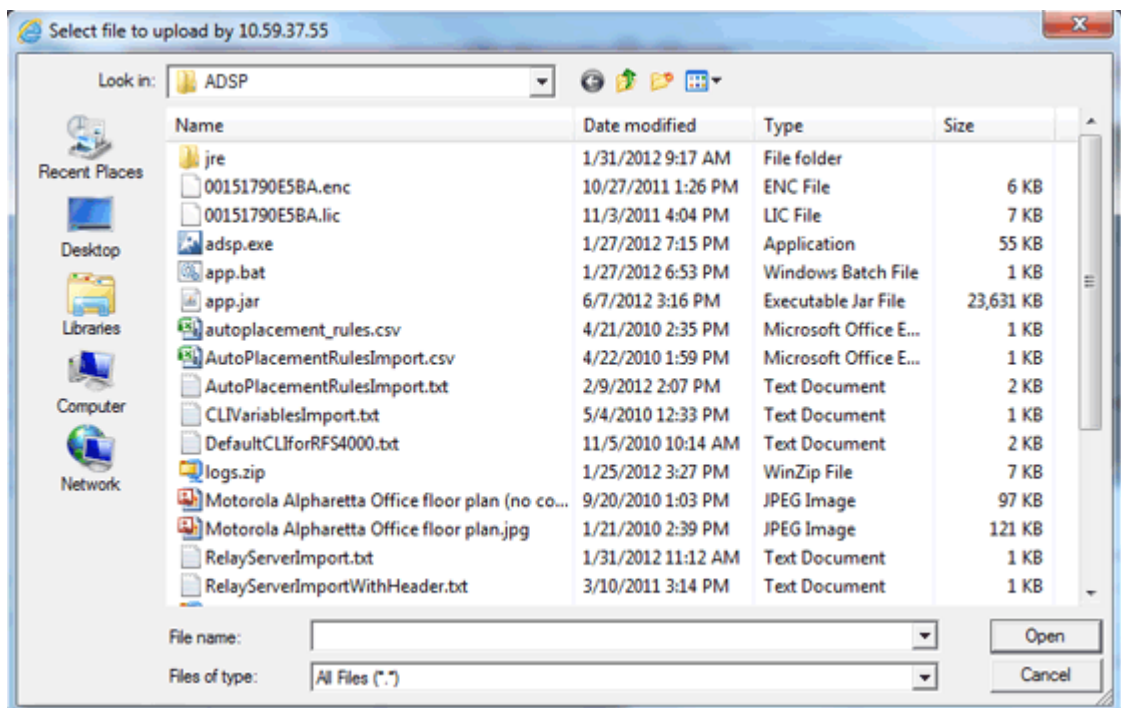 Select file to upload by 10.59.37.55
Look in: ADSP
Name Date modified Type Size
jre 1/31/2012 9:17 AM File folder
00151790E5BA.enc 10/27/2011 1:26 PM ENC File 6 KB
00151790E5BA.lic 11/3/2011 4:04 PM LIC File 7 KB
adsp.exe 1/27/2012 7:15 PM Application 55 KB
app.bat 1/27/2012 6:53 PM Windows Batch File 1 KB
app.jar 6/7/2012 3:16 PM Executable Jar File 23,631 KB
autoplacement_rules.csv 4/21/2010 2:35 PM Microsoft Office E... 1 KB
AutoPlacementRulesImport.csv 4/22/2010 1:59 PM Microsoft Office E... 1 KB
AutoPlacementRulesImport.txt 2/9/2012 2:07 PM Text Document 2 KB
CLIVariablesImport.txt 5/4/2010 12:33 PM Text Document 1 KB
DefaultCLIforRFS4000.txt 11/5/2010 10:14 AM Text Document 2 KB
logs.zip 1/25/2012 3:27 PM WinZip File 7 KB
Motorola Alpharetta Office floor plan (no co... 9/20/2010 1:03 PM JPEG Image 97 KB
Motorola Alpharetta Office floor plan.jpg 1/21/2010 2:39 PM JPEG Image 121 KB
RelayServerImport.txt 1/31/2012 11:12 AM Text Document 1 KB
RelayServerImportWithHeader.txt 3/10/2011 3:14 PM Text Document 1 KB
Recent Places
Desktop
Libraries
Computer
Network
File name: Open
Files of type: All Files (*.*) Cancel